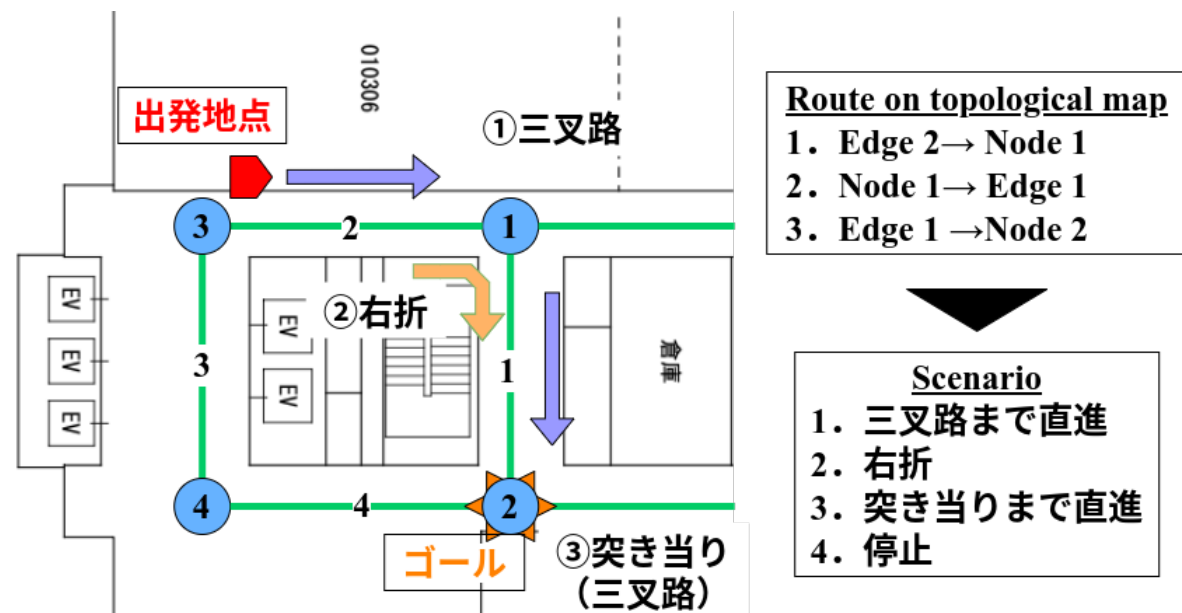 010306
出発地点
①三叉路
3
2
1
②右折
EV
EV
EV
EV
EV
3
1
倉庫
4
4
2
ゴール
③突き当り
（三叉路）
Route on topological map
1. Edge 2→ Node 1
2. Node 1→ Edge 1
3. Edge 1 →Node 2
Scenario
1. 三叉路まで直進
2. 右折
3. 突き当りまで直進
4. 停止